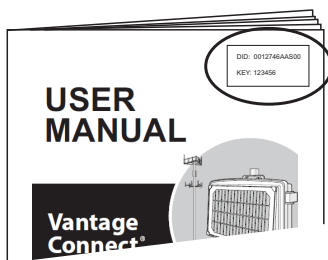 DID: 0012746AAS00
KEY: 123456
USER
MANUAL
Vantage
Connect®